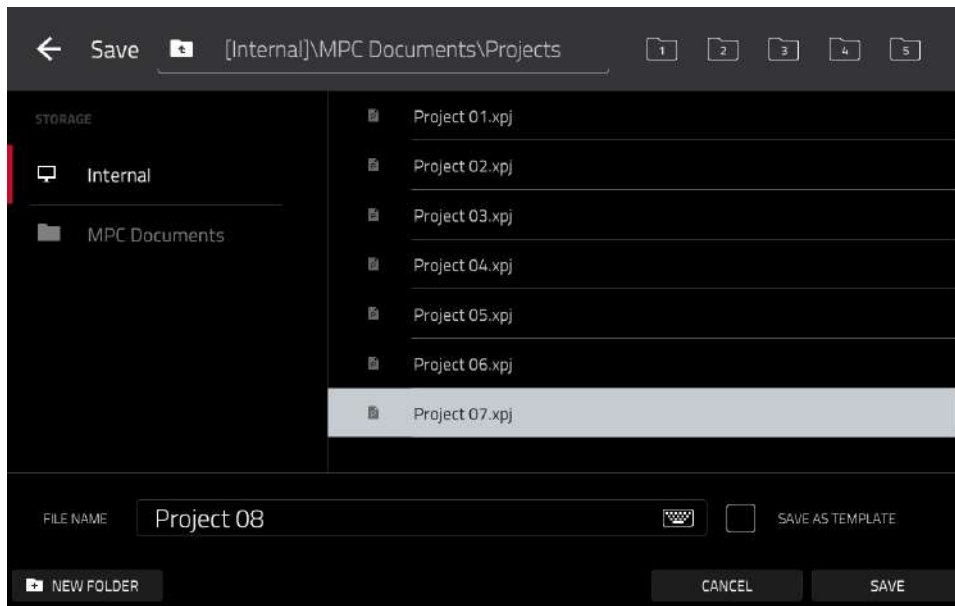 Save [Internal]\MPC Documents\Projects 1 2 3 4 5
STORAGE
Internal
MPC Documents
Project 01.xpj
Project 02.xpj
Project 03.xpj
Project 04.xpj
Project 05.xpj
Project 06.xpj
Project 07.xpj
FILE NAME Project 08 SAVE AS TEMPLATE
NEW FOLDER CANCEL SAVE